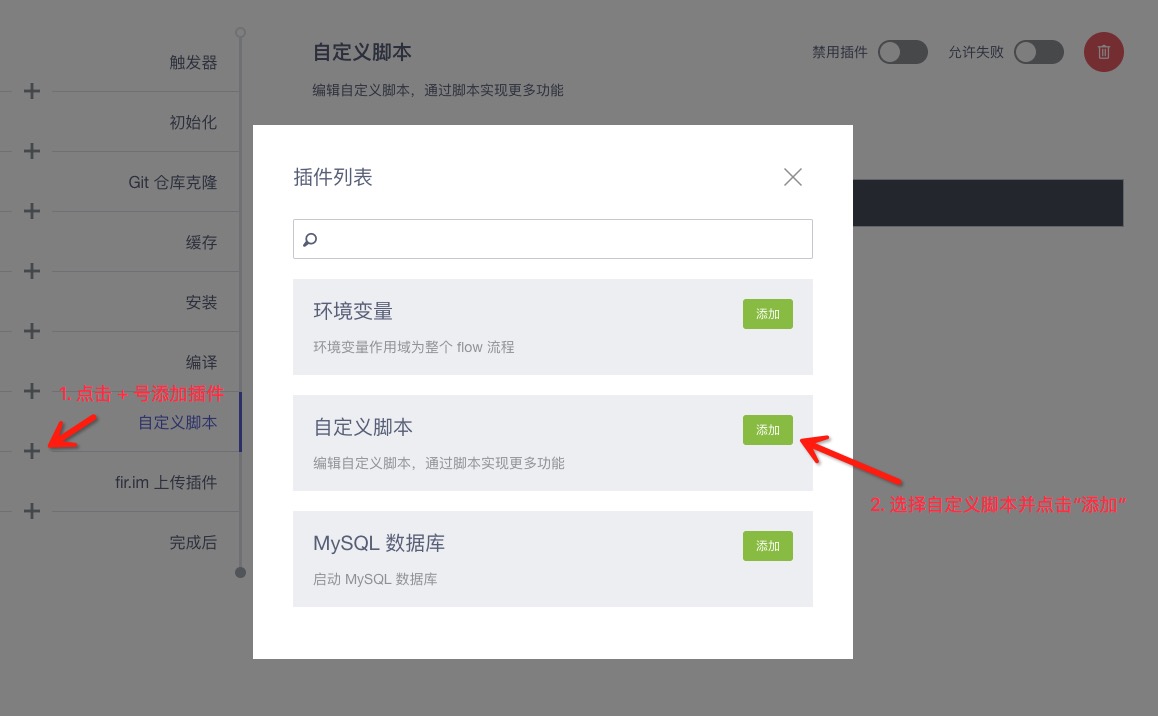 触发器
初始化
Git 仓库克隆
缓存
安装
编译
1. 点击 + 号添加插件
自定义脚本
fir.im 上传插件
完成后
自定义脚本
禁用插件
允许失败
编辑自定义脚本，通过脚本实现更多功能
插件列表
环境变量
添加
环境变量作用域为整个 flow 流程
自定义脚本
添加
编辑自定义脚本，通过脚本实现更多功能
2. 选择自定义脚本并点击“添加”
MySQL 数据库
添加
启动 MySQL 数据库